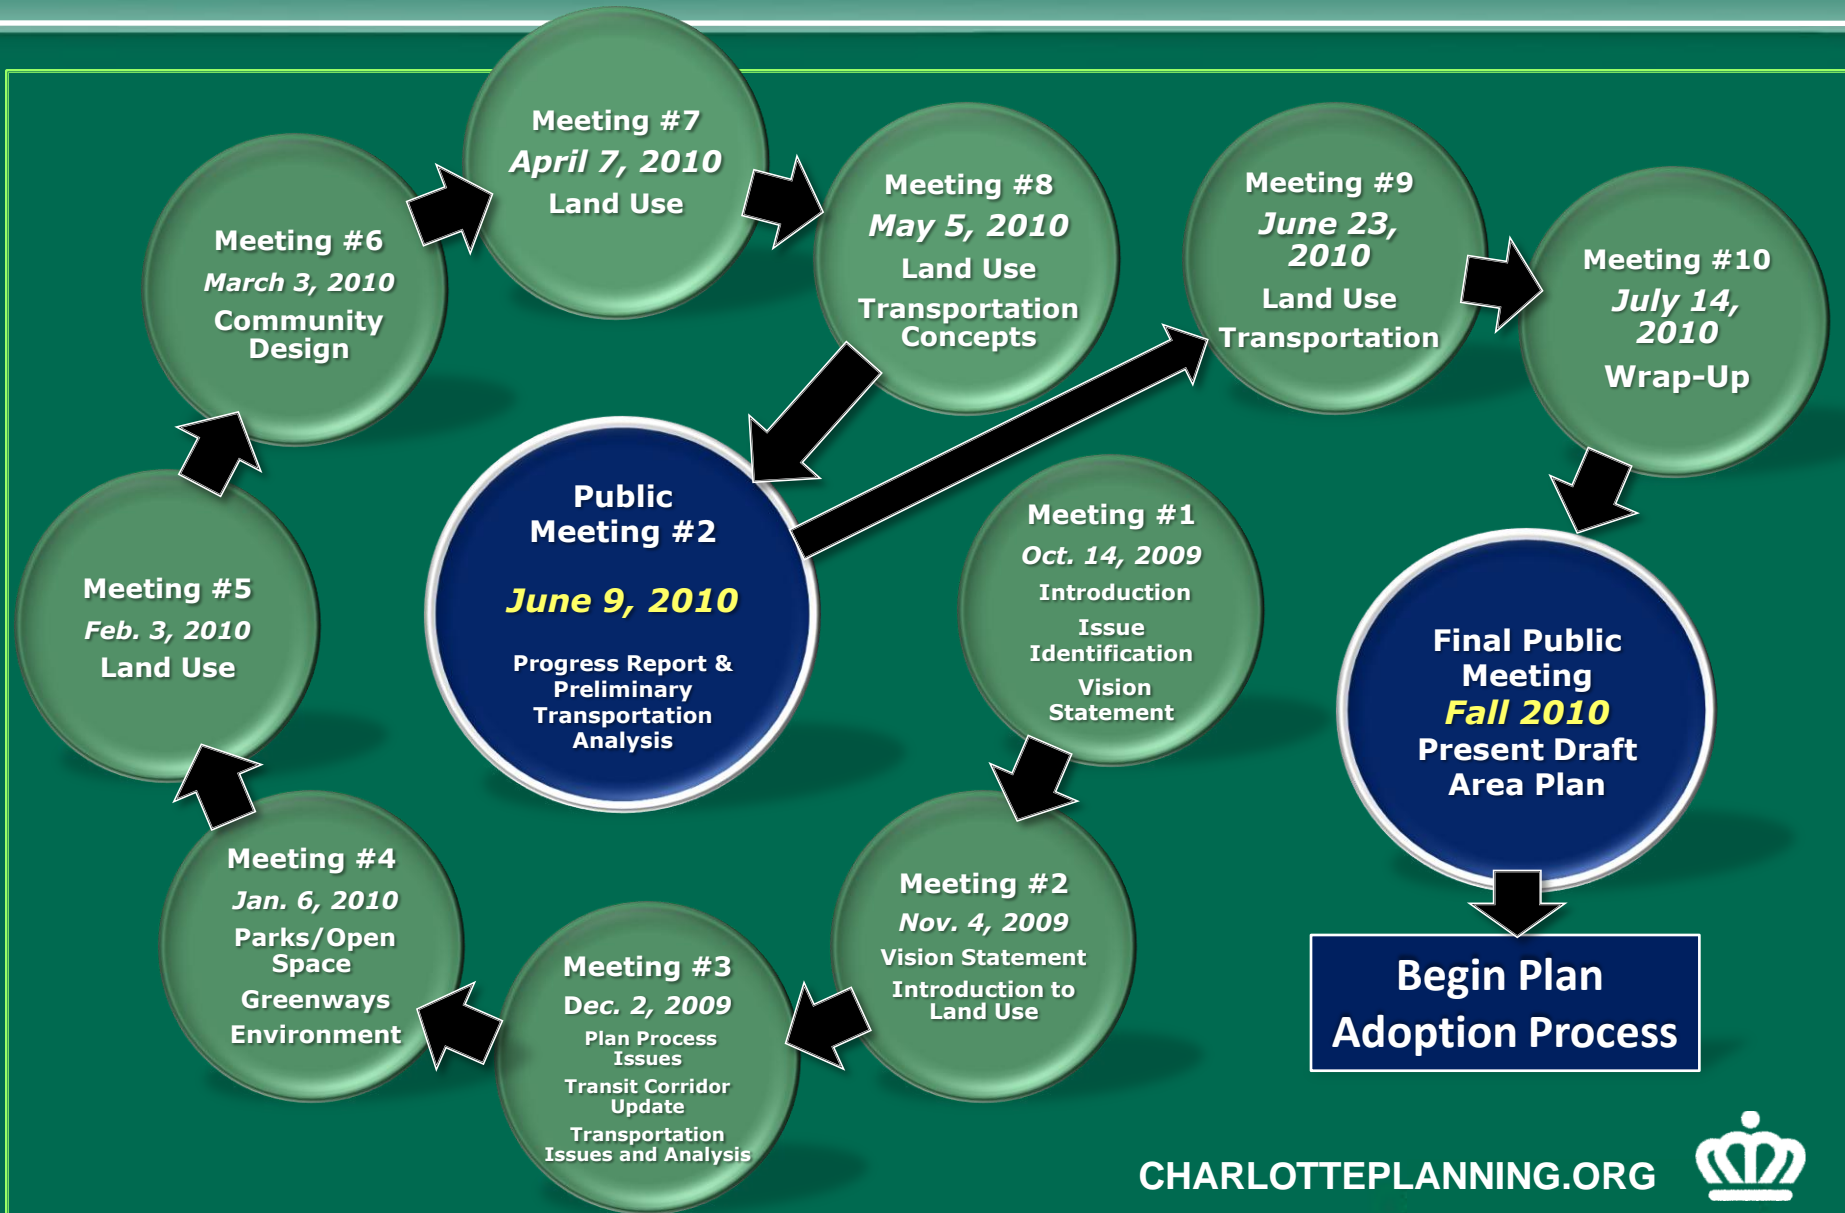 Meeting #1
Oct. 14, 2009
Introduction
Issue
Identification
Vision
Statement
Meeting #2
Nov. 4, 2009
Vision Statement
Introduction to
Land Use
Meeting #3
Dec. 2, 2009
Plan Process
Issues
Transit Corridor
Update
Transportation
Issues and Analysis
Meeting #4
Jan. 6, 2010
Parks/Open
Space
Greenways
Environment
Meeting #5
Feb. 3, 2010
Land Use
Meeting #6
March 3, 2010
Community
Design
Meeting #7
April 7, 2010
Land Use
Meeting #8
May 5, 2010
Land Use
Transportation
Concepts
Public
Meeting #2
June 9, 2010
Progress Report &
Preliminary
Transportation
Analysis
Meeting #9
June 23,
2010
Land Use
Transportation
Meeting #10
July 14,
2010
Wrap-Up
Final Public
Meeting
Fall 2010
Present Draft
Area Plan
Begin Plan
Adoption Process
CHARLOTTEPLANNING.ORG